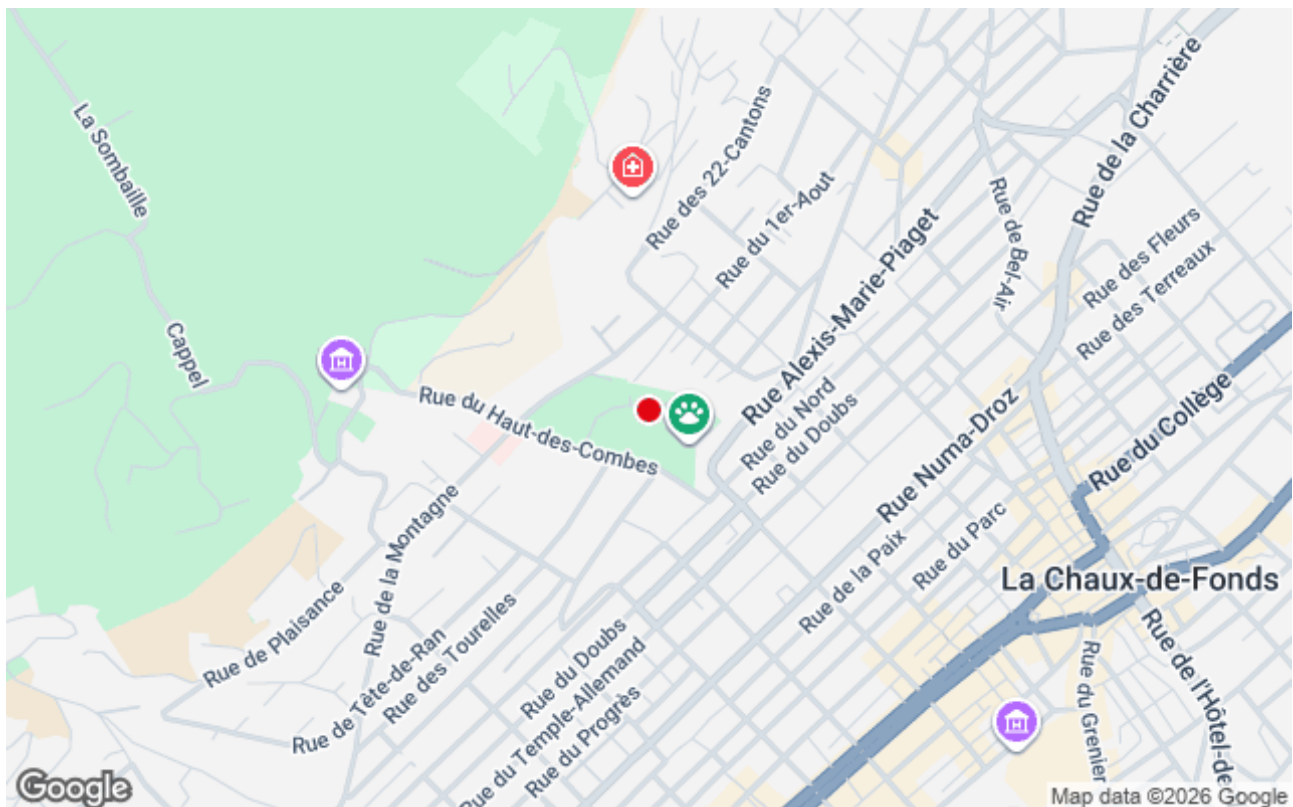 La Sombaille
Cappel
Rue des 22-Cantons
Rue du 1er-Aout
Rue de la Charrière
Rue de Bel-Air
Rue des Fleurs
Rue des Terreaux
Rue Alexis-Marie-Piaget
Rue du Nord
Rue du Doubs
Rue du Haut-des-Combes
Rue Numa-Droz
Rue du Collège
Rue de la Montagne
Rue de la Paix
Rue du Parc
La Chaux-de-Fonds
Rue de Plaisance
Rue de Tête-de-Ran
Rue des Tourelles
Rue du Doubs
Rue du Temple-Allemand
Rue du Progrès
Rue du Grenier
Rue de l'Hôtel-de
Google
Map data ©2026 Google